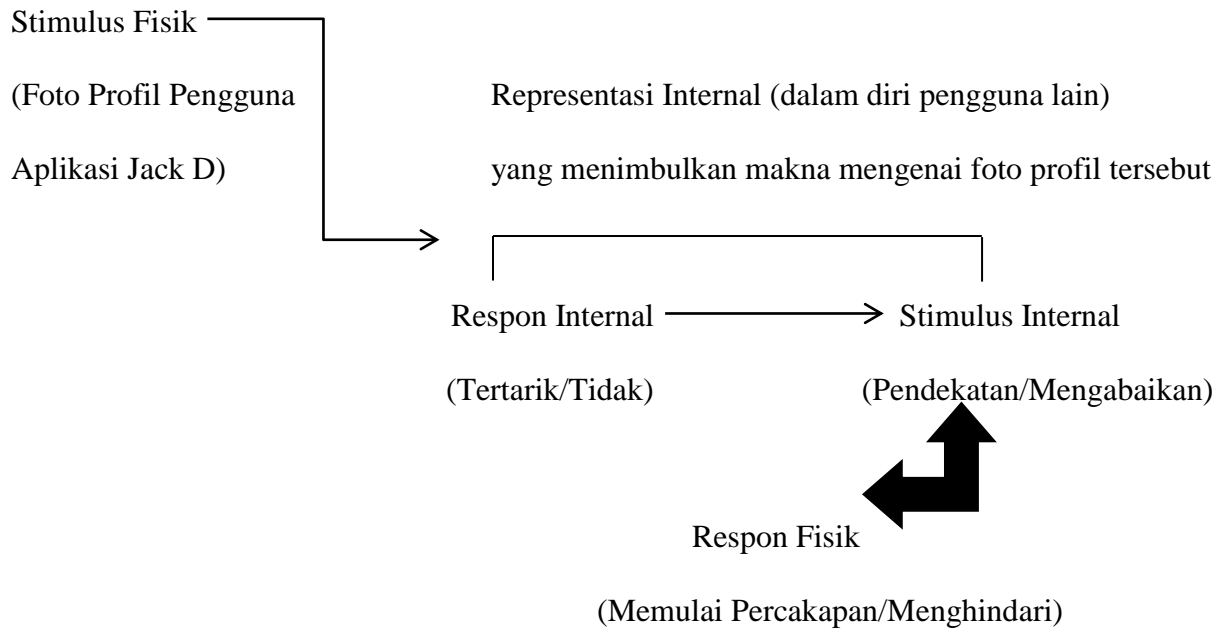 Stimulus Fisik
(Foto Profil Pengguna
Aplikasi Jack D)
Representasi Internal (dalam diri pengguna lain)
yang menimbulkan makna mengenai foto profil tersebut
Respon Internal
(Tertarik/Tidak)
Stimulus Internal
(Pendekatan/Mengabaikan)
Respon Fisik
(Memulai Percakapan/Menghindari)